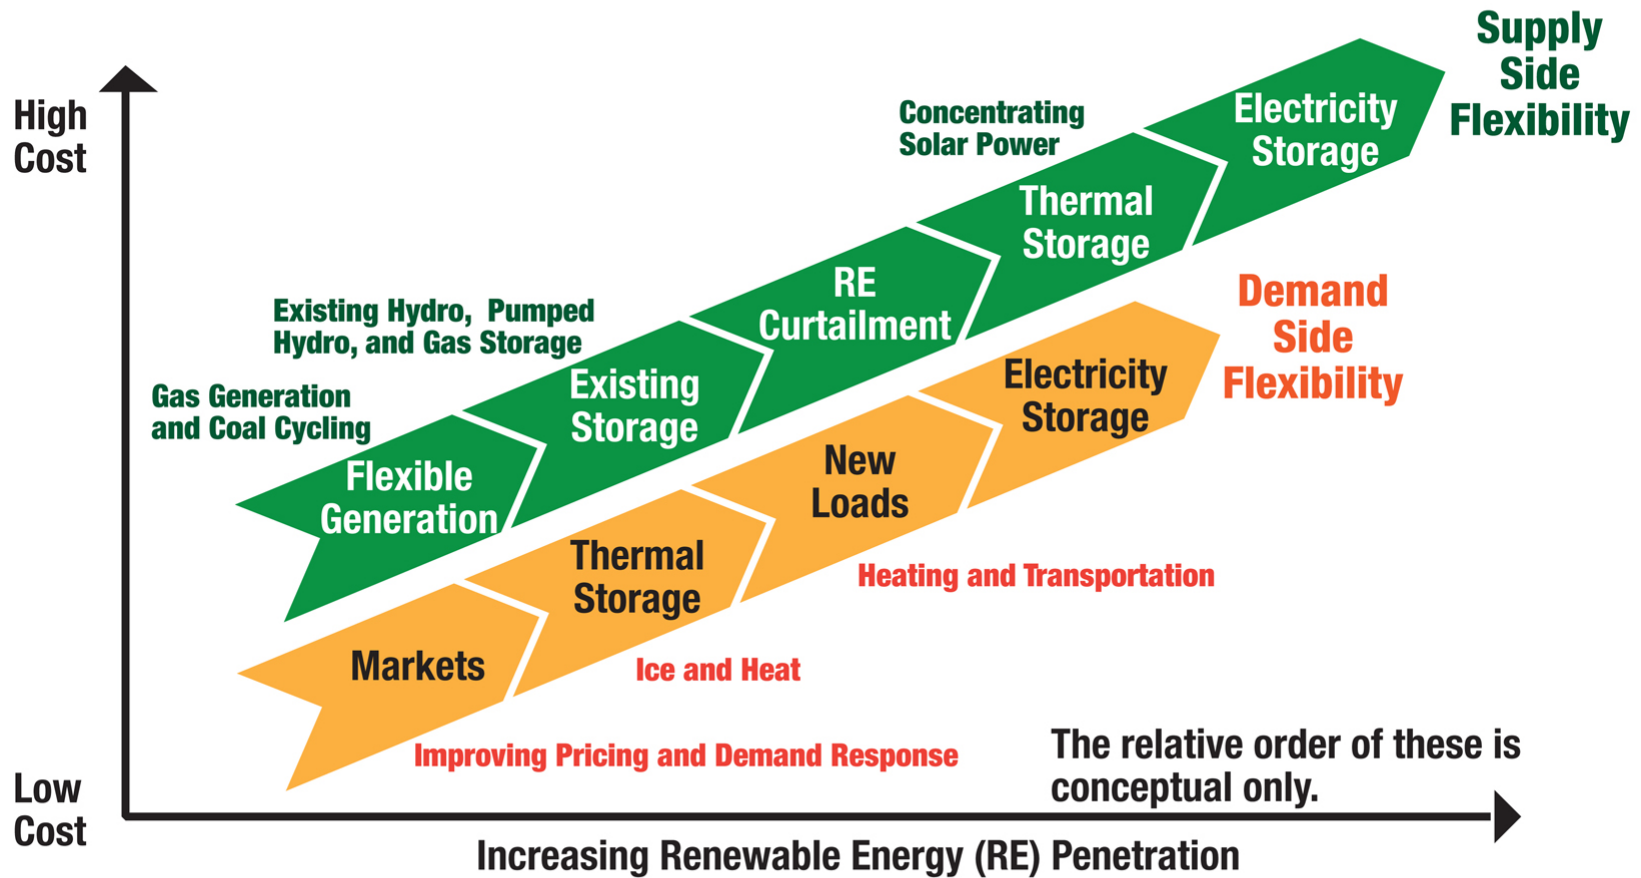 High
Cost
Supply
Side
Flexibility
Electricity
Storage
Concentrating
Solar Power
Thermal
Storage
RE
Curtailment
Existing Hydro, Pumped
Hydro, and Gas Storage
Existing
Storage
Gas Generation
and Coal Cycling
Flexible
Generation
Demand
Side
Flexibility
Electricity
Storage
New
Loads
Heating and Transportation
Thermal
Storage
Ice and Heat
Markets
Improving Pricing and Demand Response
The relative order of these is
conceptual only.
Low
Cost
Increasing Renewable Energy (RE) Penetration